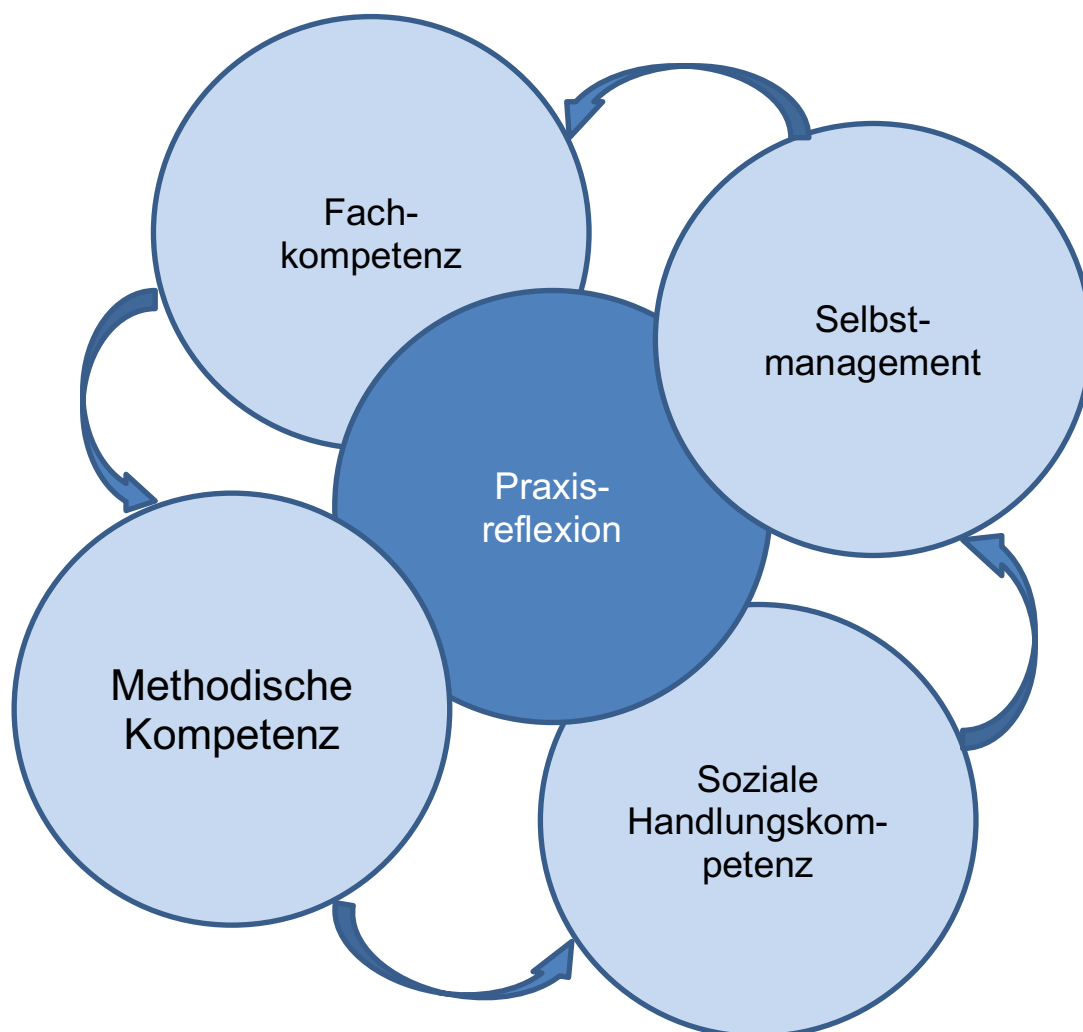 Fach-
kompetenz
Selbst-
management
Praxis-
reflexion
Methodische
Kompetenz
Soziale
Handlungskom-
petenz